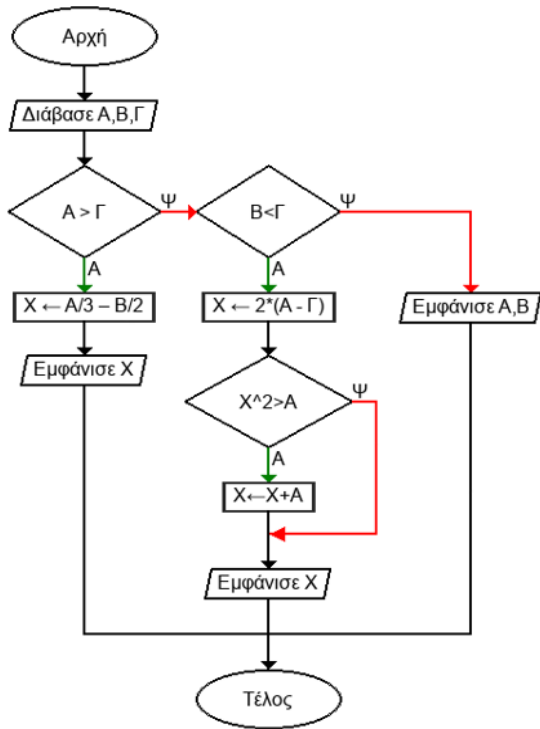 Αρχή
Διάβασε Α,Β,Γ
Α > Γ
Ψ
Β<Γ
Ψ
Α
Α
Χ ← Α/3 – Β/2
Χ ← 2*(Α - Γ)
Εμφάνισε Α,Β
Εμφάνισε Χ
Χ^2>Α
Ψ
Α
Χ←Χ+Α
Εμφάνισε Χ
Τέλος